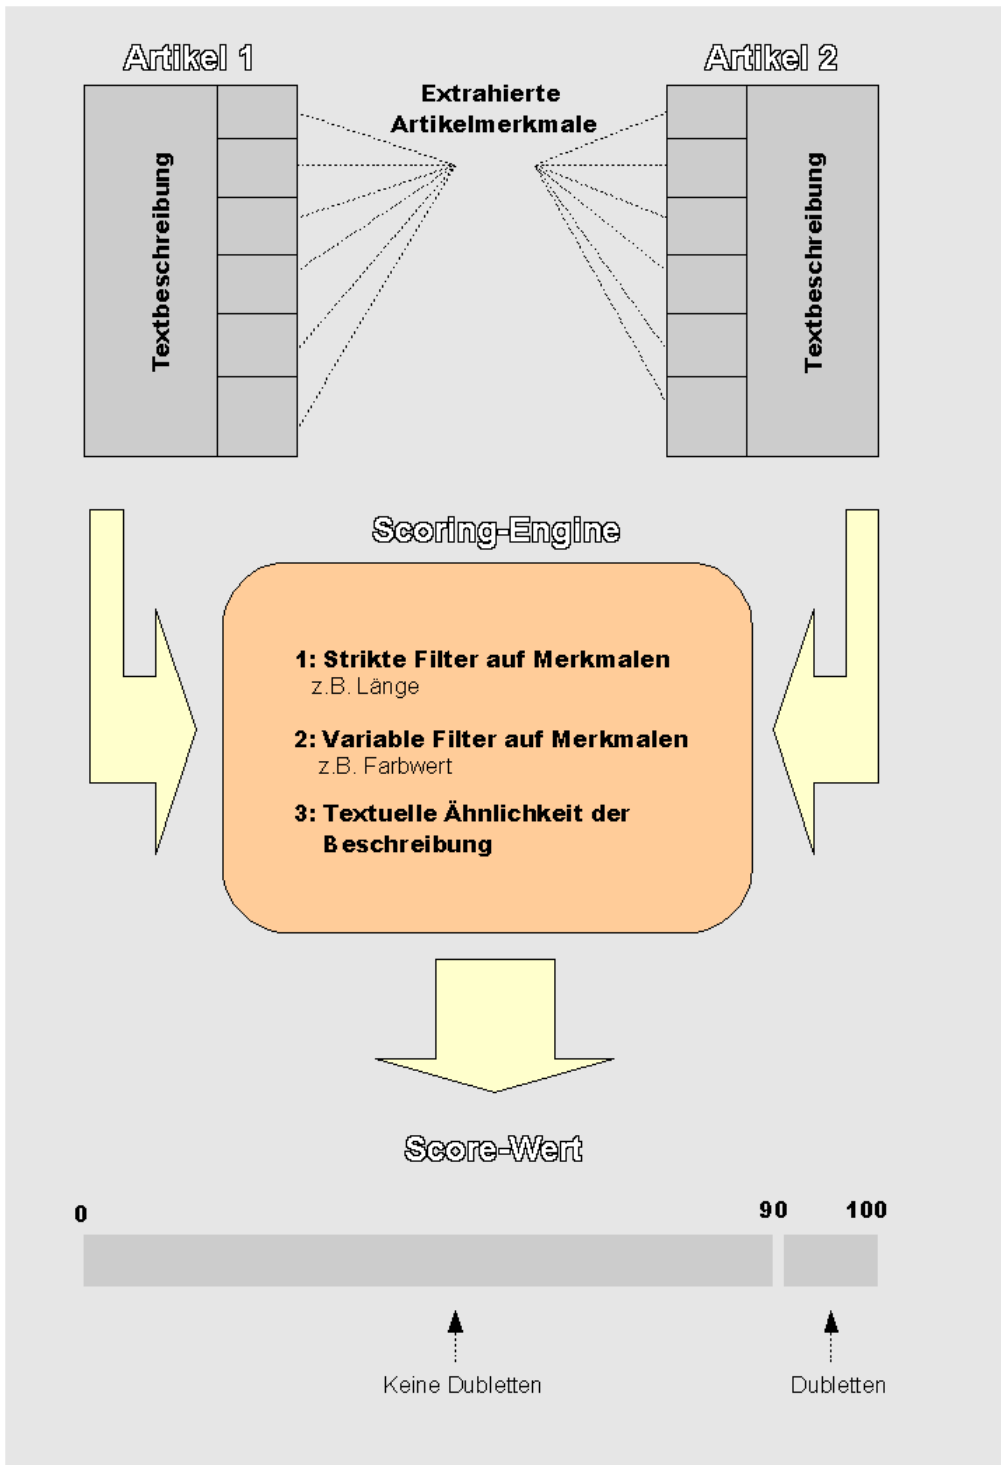 Artikel 1
Artikel 2
Extrahierte
Artikelmerkmale
Textbeschreibung
Textbeschreibung
Scoring-Engine
1: Strikte Filter auf Merkmalen
z.B. Länge
2: Variable Filter auf Merkmalen
z.B. Farbwert
3: Textuelle Ähnlichkeit der
Beschreibung
Score-Wert
0
90
100
Keine Dubletten
Dubletten